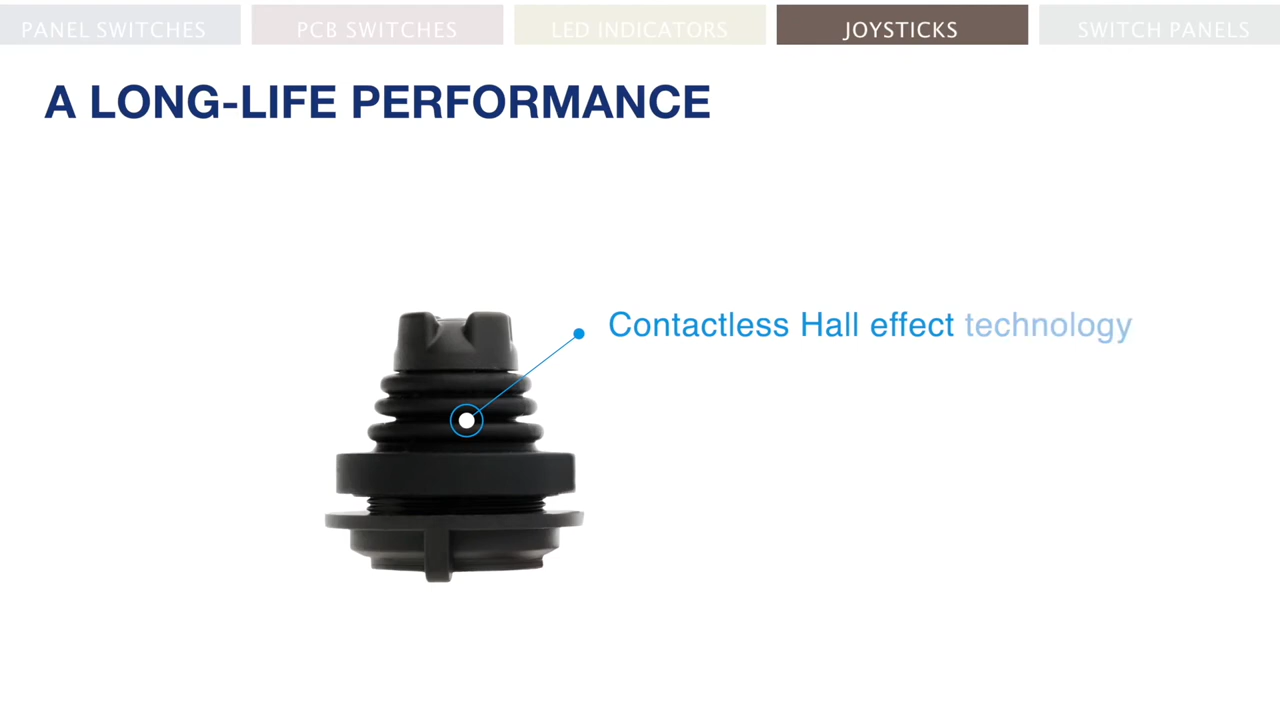 PANEL SWITCHES
PCB SWITCHES
LED INDICATORS
JOYSTICKS
SWITCH PANELS
A LONG-LIFE PERFORMANCE
Contactless Hall effect technology